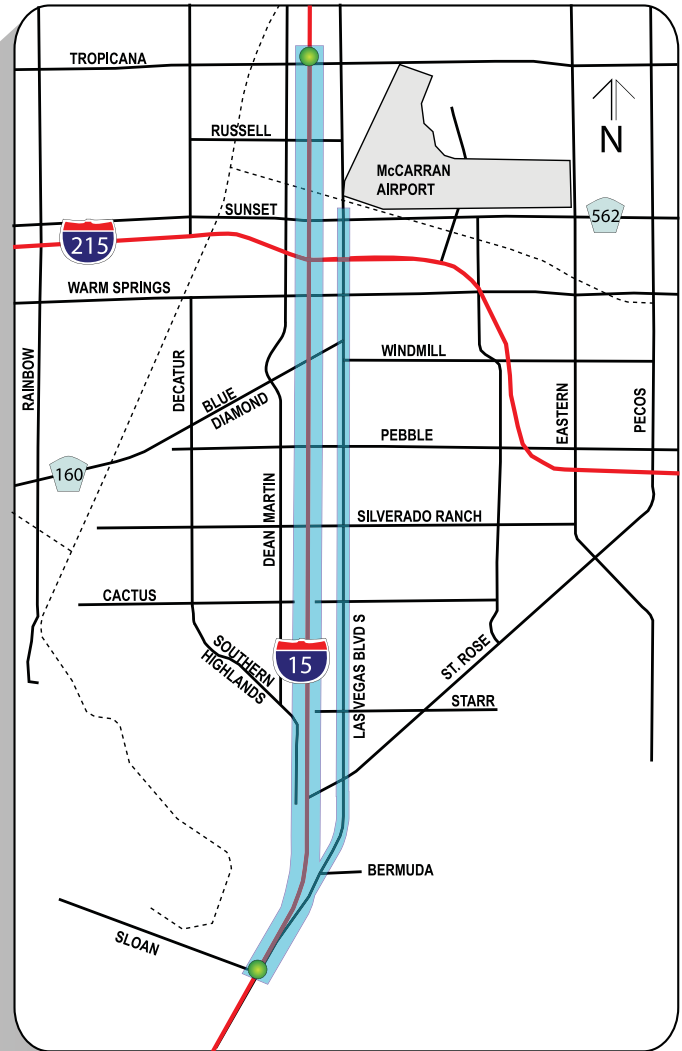 TROPICANA
RUSSELL
N
McCARRAN
AIRPORT
SUNSET
562
215
WARM SPRINGS
WINDMILL
RAINBOW
DECATUR
BLUE
DIAMOND
EASTERN
PECOS
PEBBLE
160
DEAN MARTIN
SILVERADO RANCH
CACTUS
SOUTHERN
HIGHLANDS
15
LAS VEGAS BLVD S
ST. ROSE
STARR
BERMUDA
SLOAN